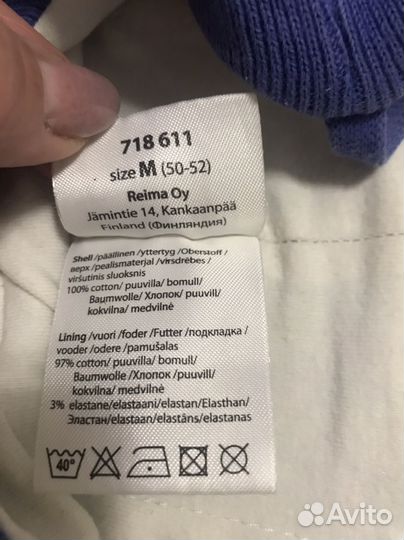 718 611
size M (50-52)
Reima Oy
Jämintie 14, Kankaanpää
Finland (Финляндия)
Shell/päällinen /yttertyg /Oberstoff/
верх /pealismaterjal /virsdrēbes/
viršutinis sluoksnis
100% cotton/ puuvilla/ bomull/
Baumwolle/ Хлопок/ puuvill/
kokvilna/ medvilnė
Lining/vuori /foder /Futter /подкладка/
vooder /odere /pamušalas
97% cotton/ puuvilla/ bomull/
Baumwolle /Хлопок /puuvill/
kokvilna/ medvilnė
3% elastane/elastaani/elastan/Elasthan/
Эластан/elastaan/elastāns/elastanas
40°
Avito